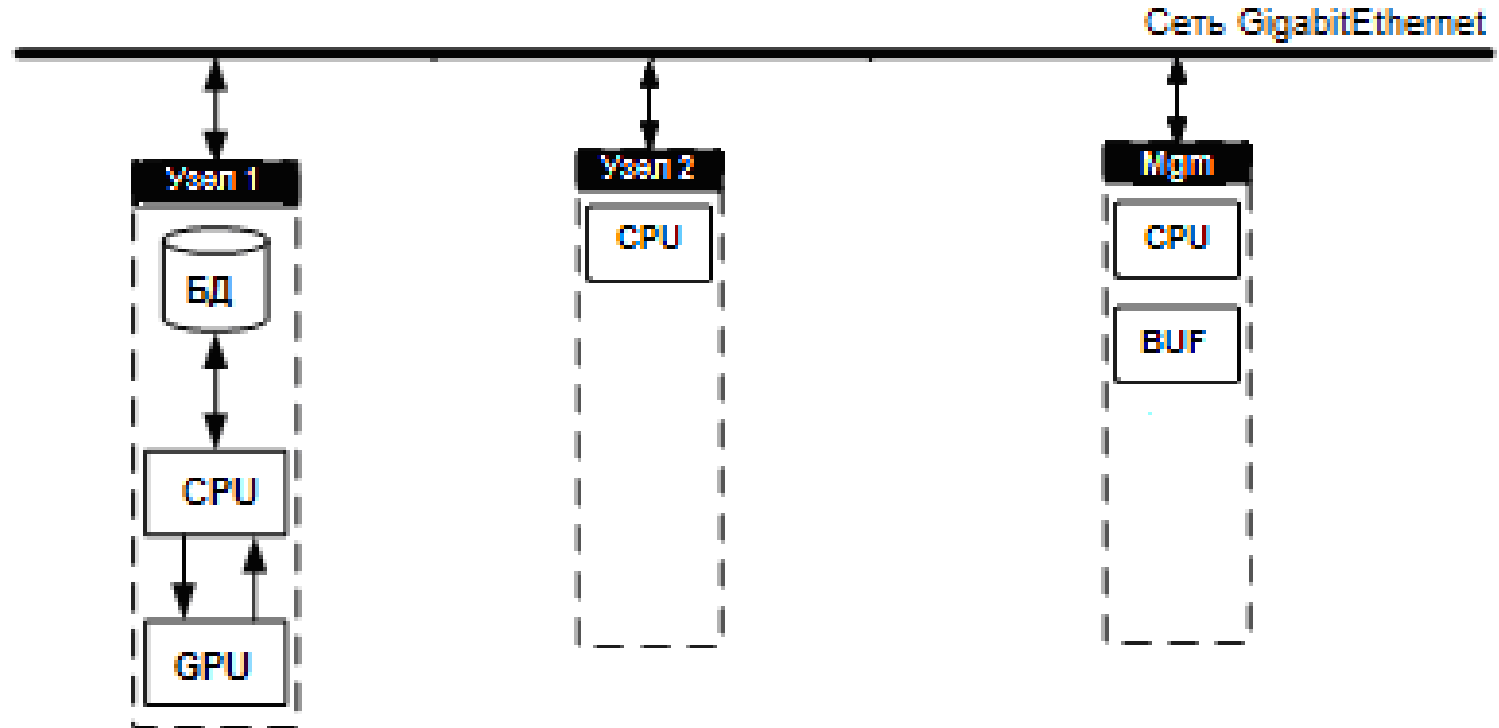 Сеть GigabitEthernet
Узел 1
Узел 2
Mgm
БД
CPU
GPU
CPU
CPU
BUF